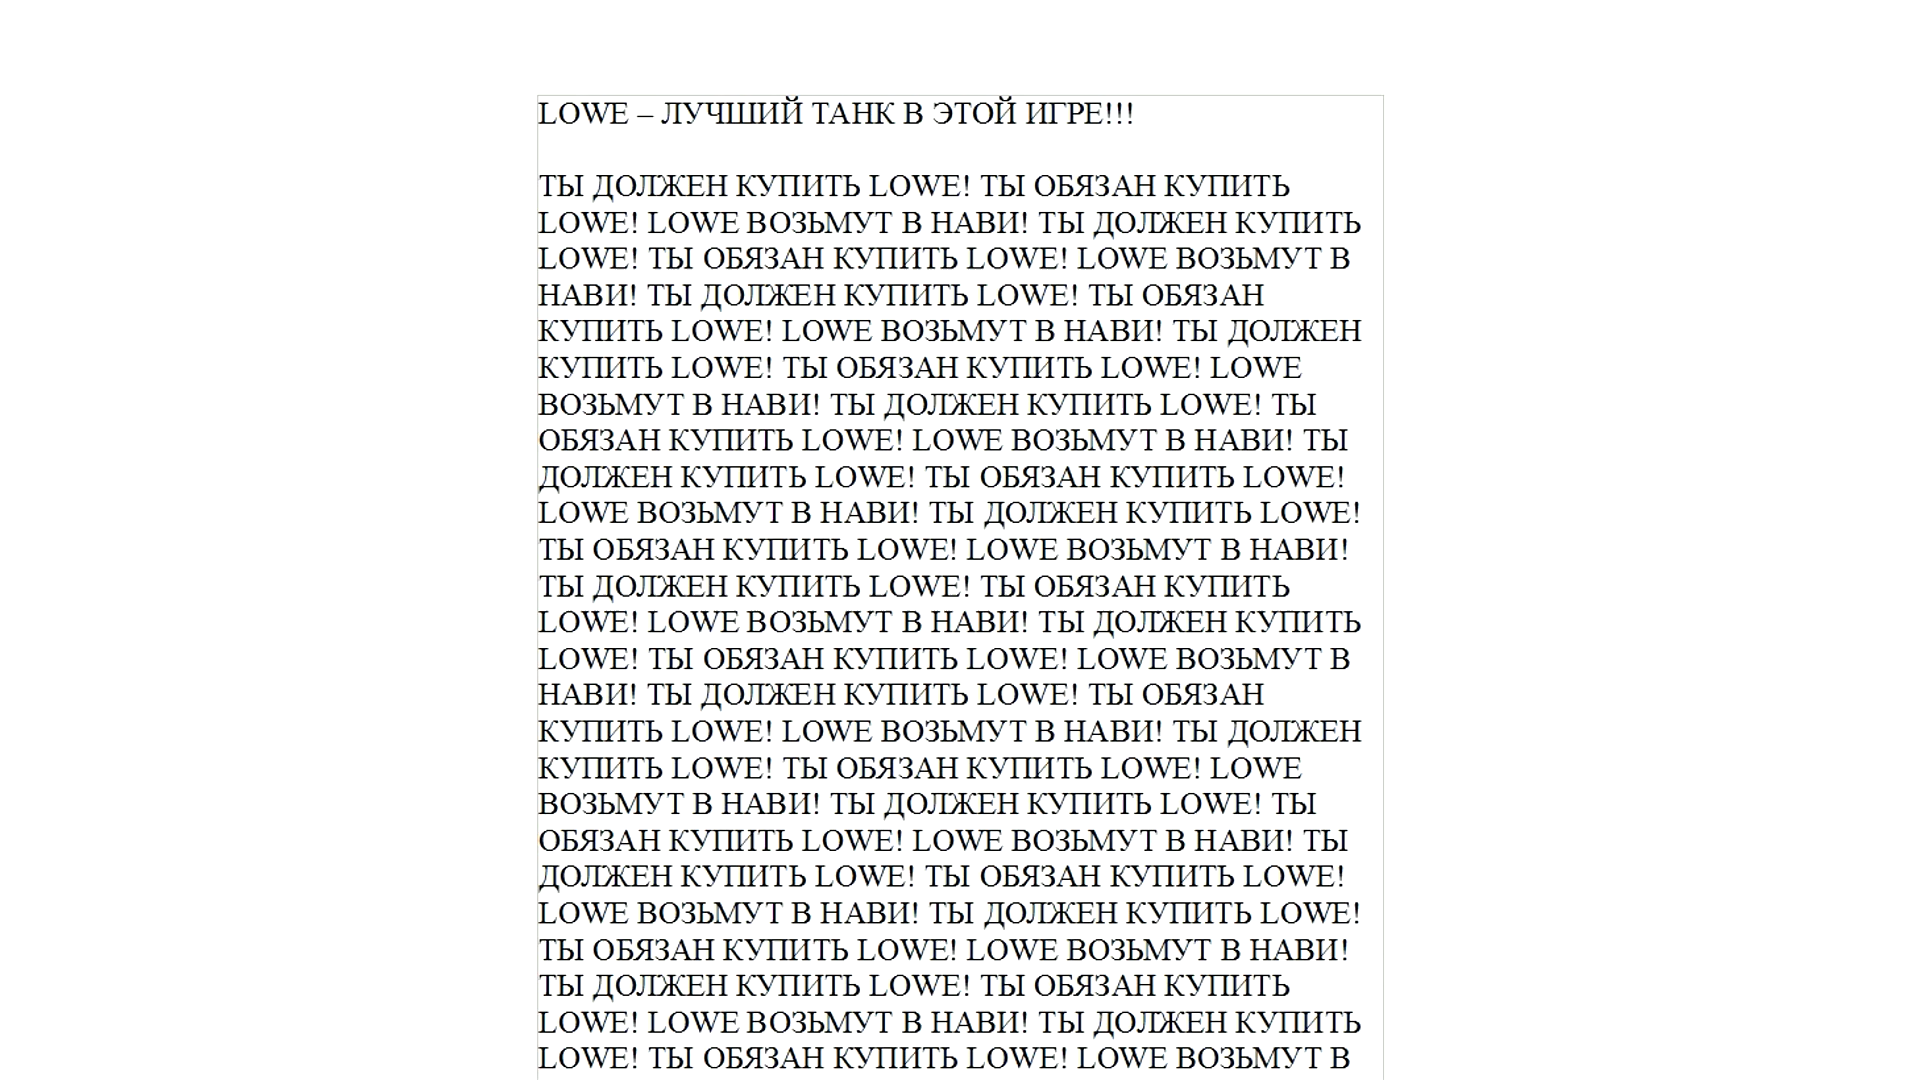 LOWE – ЛУЧШИЙ ТАНК В ЭТОЙ ИГРЕ!!!
ТЫ ДОЛЖЕН КУПИТЬ LOWE! ТЫ ОБЯЗАН КУПИТЬ
LOWE! LOWE ВОЗЬМУТ В НАВИ! ТЫ ДОЛЖЕН КУПИТЬ
LOWE! ТЫ ОБЯЗАН КУПИТЬ LOWE! LOWE ВОЗЬМУТ В
НАВИ! ТЫ ДОЛЖЕН КУПИТЬ LOWE! ТЫ ОБЯЗАН
КУПИТЬ LOWE! LOWE ВОЗЬМУТ В НАВИ! ТЫ ДОЛЖЕН
КУПИТЬ LOWE! ТЫ ОБЯЗАН КУПИТЬ LOWE! LOWE
ВОЗЬМУТ В НАВИ! ТЫ ДОЛЖЕН КУПИТЬ LOWE! ТЫ
ОБЯЗАН КУПИТЬ LOWE! LOWE ВОЗЬМУТ В НАВИ! ТЫ
ДОЛЖЕН КУПИТЬ LOWE! ТЫ ОБЯЗАН КУПИТЬ LOWE!
LOWE ВОЗЬМУТ В НАВИ! ТЫ ДОЛЖЕН КУПИТЬ LOWE!
ТЫ ОБЯЗАН КУПИТЬ LOWE! LOWE ВОЗЬМУТ В НАВИ!
ТЫ ДОЛЖЕН КУПИТЬ LOWE! ТЫ ОБЯЗАН КУПИТЬ
LOWE! LOWE ВОЗЬМУТ В НАВИ! ТЫ ДОЛЖЕН КУПИТЬ
LOWE! ТЫ ОБЯЗАН КУПИТЬ LOWE! LOWE ВОЗЬМУТ В
НАВИ! ТЫ ДОЛЖЕН КУПИТЬ LOWE! ТЫ ОБЯЗАН
КУПИТЬ LOWE! LOWE ВОЗЬМУТ В НАВИ! ТЫ ДОЛЖЕН
КУПИТЬ LOWE! ТЫ ОБЯЗАН КУПИТЬ LOWE! LOWE
ВОЗЬМУТ В НАВИ! ТЫ ДОЛЖЕН КУПИТЬ LOWE! ТЫ
ОБЯЗАН КУПИТЬ LOWE! LOWE ВОЗЬМУТ В НАВИ! ТЫ
ДОЛЖЕН КУПИТЬ LOWE! ТЫ ОБЯЗАН КУПИТЬ LOWE!
LOWE ВОЗЬМУТ В НАВИ! ТЫ ДОЛЖЕН КУПИТЬ LOWE!
ТЫ ОБЯЗАН КУПИТЬ LOWE! LOWE ВОЗЬМУТ В НАВИ!
ТЫ ДОЛЖЕН КУПИТЬ LOWE! ТЫ ОБЯЗАН КУПИТЬ
LOWE! LOWE ВОЗЬМУТ В НАВИ! ТЫ ДОЛЖЕН КУПИТЬ
LOWE! ТЫ ОБЯЗАН КУПИТЬ LOWE! LOWE ВОЗЬМУТ В